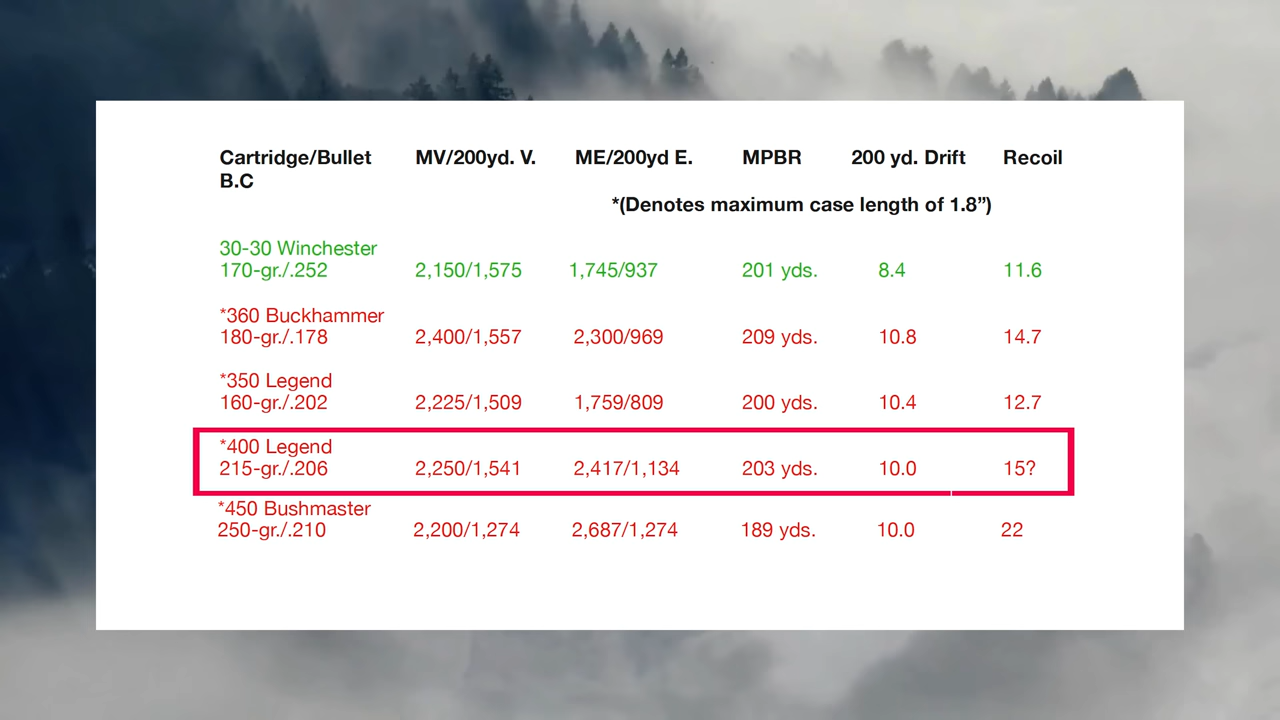 Cartridge/Bullet MV/200yd. V. ME/200yd E. MPBR 200 yd. Drift Recoil
B.C
*(Denotes maximum case length of 1.8”)
30-30 Winchester
170-gr./.252 2,150/1,575 1,745/937 201 yds. 8.4 11.6
*360 Buckhammer
180-gr./.178 2,400/1,557 2,300/969 209 yds. 10.8 14.7
*350 Legend
160-gr./.202 2,225/1,509 1,759/809 200 yds. 10.4 12.7
*400 Legend
215-gr./.206 2,250/1,541 2,417/1,134 203 yds. 10.0 15?
*450 Bushmaster
250-gr./.210 2,200/1,274 2,687/1,274 189 yds. 10.0 22